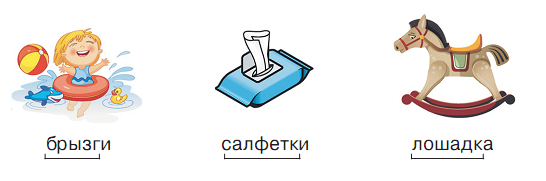 брызги
салфетки
лошадка